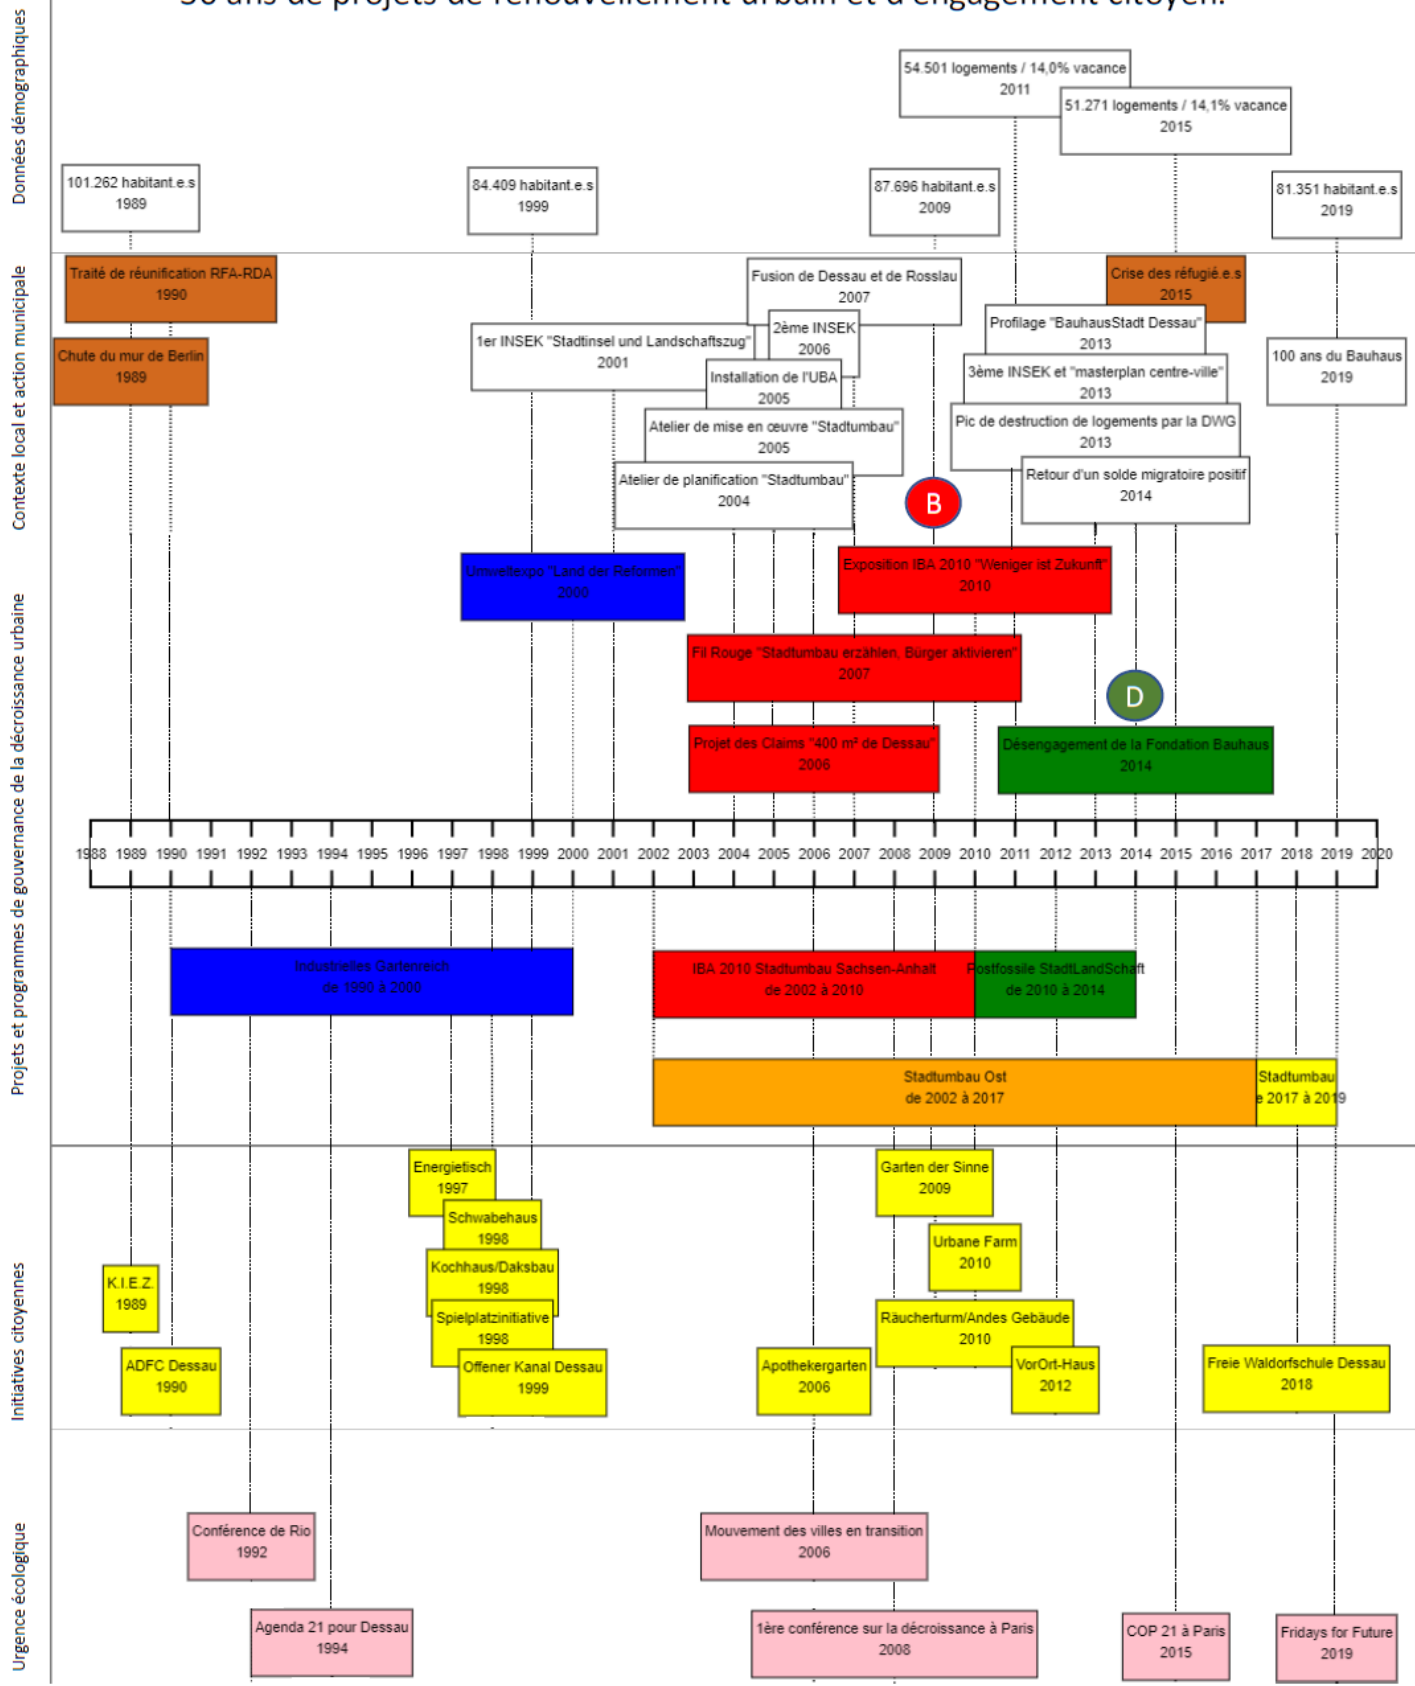 30 ans de projets de renouvellement urbain et d'engagement citoyen.
Données démographiques
54.501 logements / 14,0% vacance
2011
51.271 logements / 14,1% vacance
2015
101.262 habitant.e.s
1989
84.409 habitant.e.s
1999
87.696 habitant.e.s
2009
81.351 habitant.e.s
2019
Contexte local et action municipale
Traité de réunification RFA-RDA
1990
Chute du mur de Berlin
1989
Fusion de Dessau et de Rosslau
2007
2ème INSEK
2006
1er INSEK "Stadtinsel und Landschaftszug"
2001
Installation de l'UBA
2005
Atelier de mise en œuvre "Stadtumbau"
2005
Atelier de planification "Stadtumbau"
2004
Crise des réfugié.e.s
2015
Profilage "BauhausStadt Dessau"
2013
3ème INSEK et "masterplan centre-ville"
2013
Pic de destruction de logements par la DWG
2013
Retour d'un solde migratoire positif
2014
100 ans du Bauhaus
2019
Projets et programmes de gouvernance de la décroissance urbaine
B
Umweltexpo "Land der Reformen"
2000
Exposition IBA 2010 "Weniger ist Zukunft"
2010
Fil Rouge "Stadtumbau erzählen, Bürger aktivieren"
2007
D
Projet des Claims "400 m² de Dessau"
2006
Désengagement de la Fondation Bauhaus
2014
1988 1989 1990 1991 1992 1993 1994 1995 1996 1997 1998 1999 2000 2001 2002 2003 2004 2005 2006 2007 2008 2009 2010 2011 2012 2013 2014 2015 2016 2017 2018 2019 2020
Industrielles Gartenreich
de 1990 à 2000
IBA 2010 Stadtumbau Sachsen-Anhalt
de 2002 à 2010
Postfossile StadtLandSchaft
de 2010 à 2014
Stadtumbau Ost
de 2002 à 2017
Stadtumbau
e 2017 à 2019
Initiatives citoyennes
Energietisch
1997
Schwabehaus
1998
Kochhaus/Daksbau
1998
Spielplatzinitiative
1998
Offener Kanal Dessau
1999
K.I.E.Z.
1989
ADFC Dessau
1990
Garten der Sinne
2009
Urbane Farm
2010
Räucherturm/Andes Gebäude
2010
Apothekergarten
2006
VorOrt-Haus
2012
Freie Waldorfschule Dessau
2018
Urgence écologique
Conférence de Rio
1992
Agenda 21 pour Dessau
1994
Mouvement des villes en transition
2006
1ère conférence sur la décroissance à Paris
2008
COP 21 à Paris
2015
Fridays for Future
2019